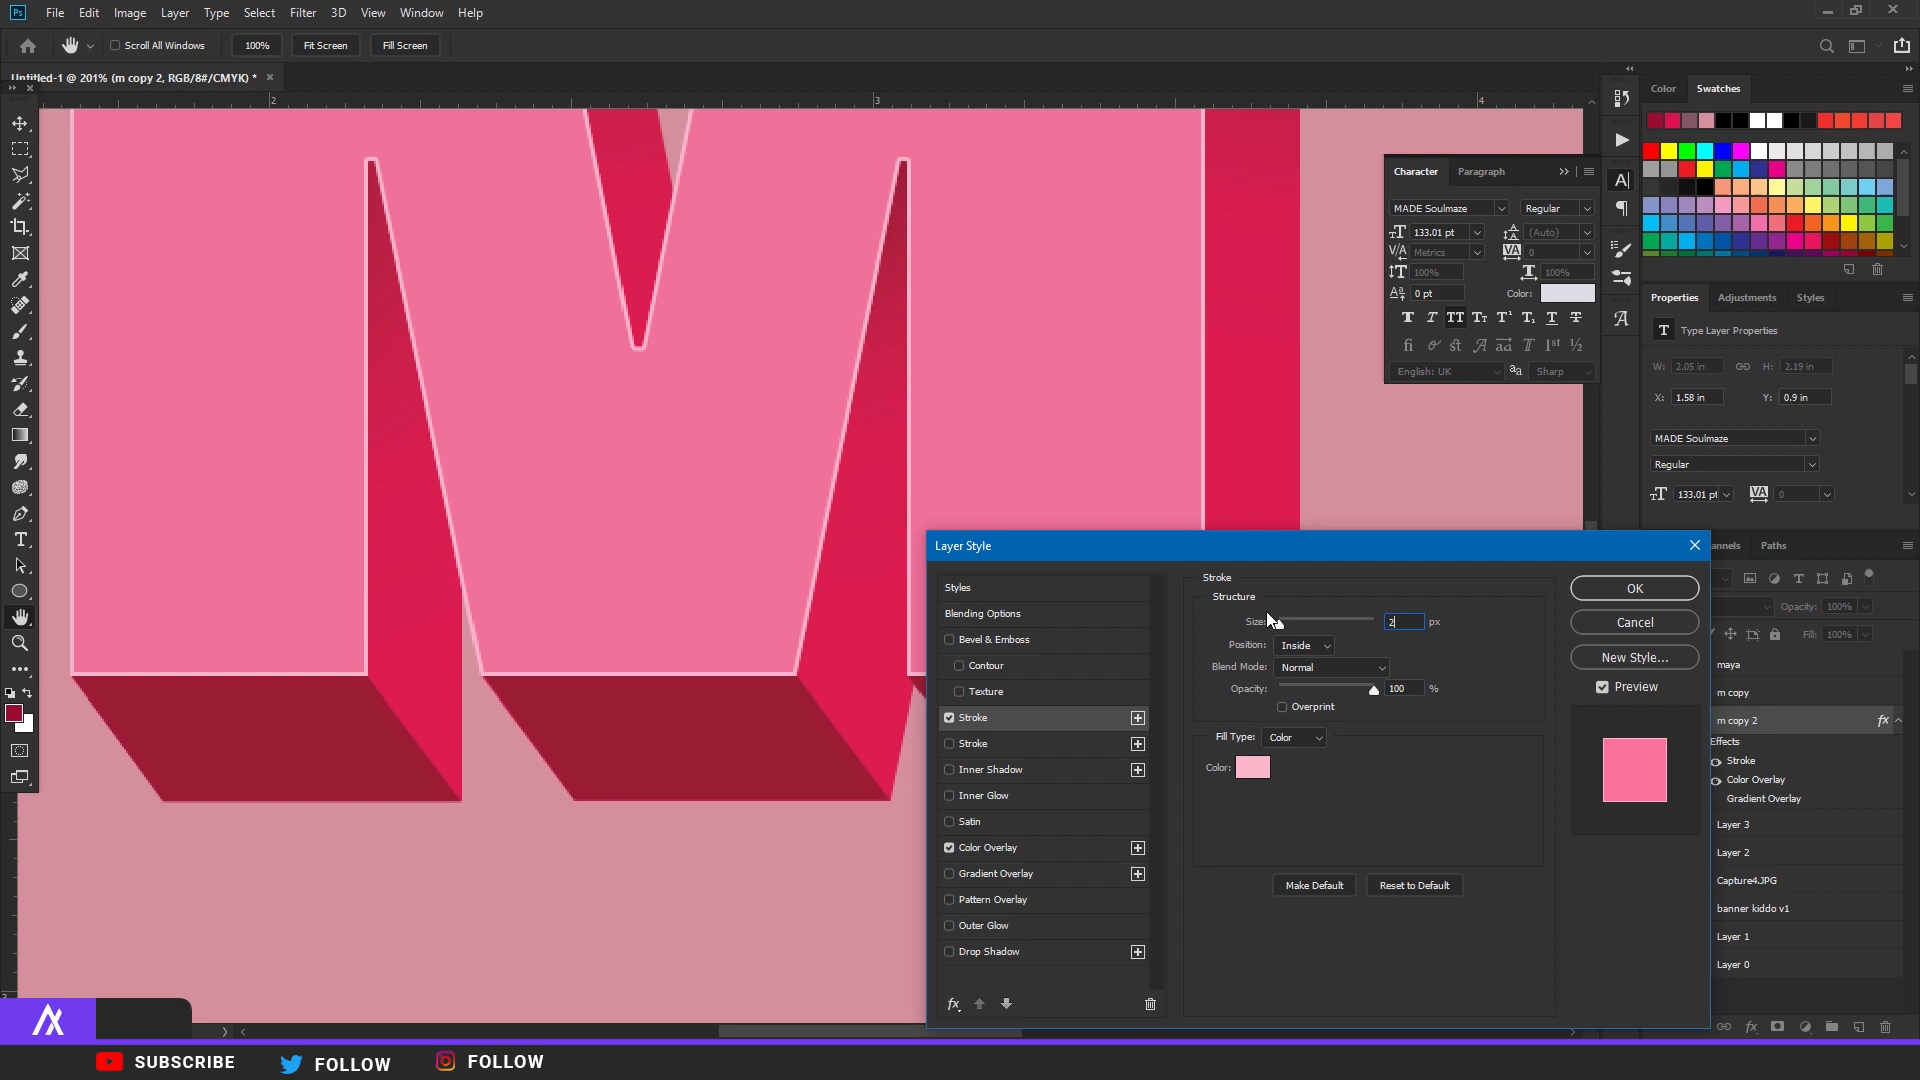 Ps File Edit Image Layer Type Select Filter 3D View Window Help
Scroll All Windows 100% Fit Screen Fill Screen
Untitled-1 @ 201% (m copy 2, RGB/8#/CMYK) * ×
2 3 4
Color Swatches
Character Paragraph
MADE Soulmaze Regular
133.01 pt (Auto)
Metrics 0
100% 100%
0 pt Color:
English: UK aa Sharp
Properties Adjustments Styles
T Type Layer Properties
W: 2.05 in H: 2.19 in
X: 1.58 in Y: 0.9 in
MADE Soulmaze
Regular
133.01 pt 0
annels Paths
Opacity: 100%
Fill: 100%
maya
m copy
m copy 2 fx
Effects
Stroke
Color Overlay
Gradient Overlay
Layer 3
Layer 2
Capture4.JPG
banner kiddo v1
Layer 1
Layer 0
Layer Style
Styles
Blending Options
Bevel & Emboss
Contour
Texture
Stroke
Stroke
Inner Shadow
Inner Glow
Satin
Color Overlay
Gradient Overlay
Pattern Overlay
Outer Glow
Drop Shadow
fx
Stroke
Structure
Size: 2 px
Position: Inside
Blend Mode: Normal
Opacity: 100 %
Overprint
Fill Type: Color
Color:
Make Default Reset to Default
OK
Cancel
New Style...
Preview
SUBSCRIBE FOLLOW FOLLOW